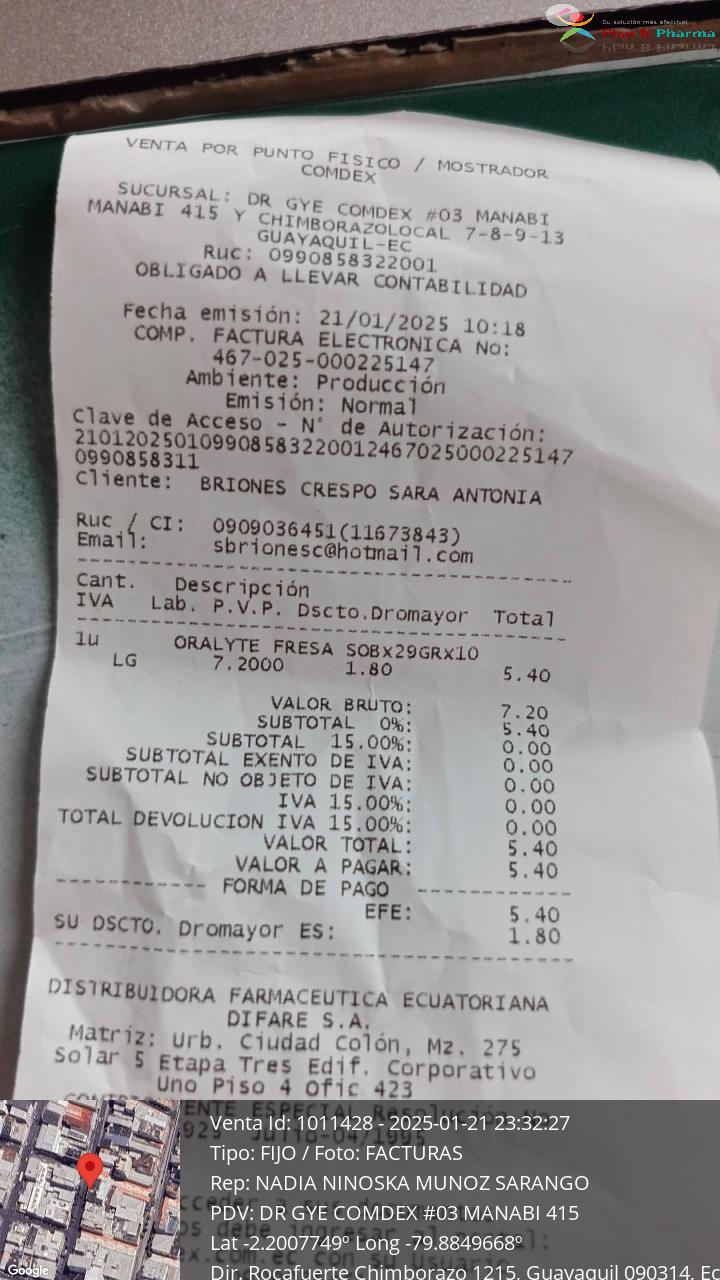 Su solución más efectiva!
Plan B Pharma
VENTA POR PUNTO FISICO / MOSTRADOR
COMDEX
SUCURSAL: DR GYE COMDEX #03 MANABI
MANABI 415 Y CHIMBORAZOLOCAL 7-8-9-13
GUAYAQUIL-EC
Ruc: 0990858322001
OBLIGADO A LLEVAR CONTABILIDAD
Fecha emisión: 21/01/2025 10:18
COMP. FACTURA ELECTRONICA No:
467-025-000225147
Ambiente: Producción
Emisión: Normal
Clave de Acceso - N° de Autorización:
210120250109908583220012467025000225147
0990858311
Cliente: BRIONES CRESPO SARA ANTONIA
Ruc / CI: 0909036451(11673843)
Email: sbrionesc@hotmail.com
Cant. Descripción
IVA Lab. P.V.P. Dscto.Dromayor Total
1u ORALYTE FRESA SOBx29GRx10
LG 7.2000 1.80 5.40
VALOR BRUTO: 7.20
SUBTOTAL 0%: 5.40
SUBTOTAL 15.00%: 0.00
SUBTOTAL EXENTO DE IVA: 0.00
SUBTOTAL NO OBJETO DE IVA: 0.00
IVA 15.00%: 0.00
TOTAL DEVOLUCION IVA 15.00%: 0.00
VALOR TOTAL: 5.40
VALOR A PAGAR: 5.40
----------- FORMA DE PAGO -----------
EFE: 5.40
SU DSCTO. Dromayor ES: 1.80
DISTRIBUIDORA FARMACEUTICA ECUATORIANA
DIFARE S.A.
Matriz: Urb. Ciudad Colón, Mz. 275
Solar 5 Etapa Tres Edif. Corporativo
Uno Piso 4 Ofic 423
Venta Id: 1011428 - 2025-01-21 23:32:27
Tipo: FIJO / Foto: FACTURAS
Rep: NADIA NINOSKA MUNOZ SARANGO
PDV: DR GYE COMDEX #03 MANABI 415
Lat -2.2007749º Long -79.8849668º
Dir. Rocafuerte Chimborazo 1215, Guayaquil 090314, Ec
Google